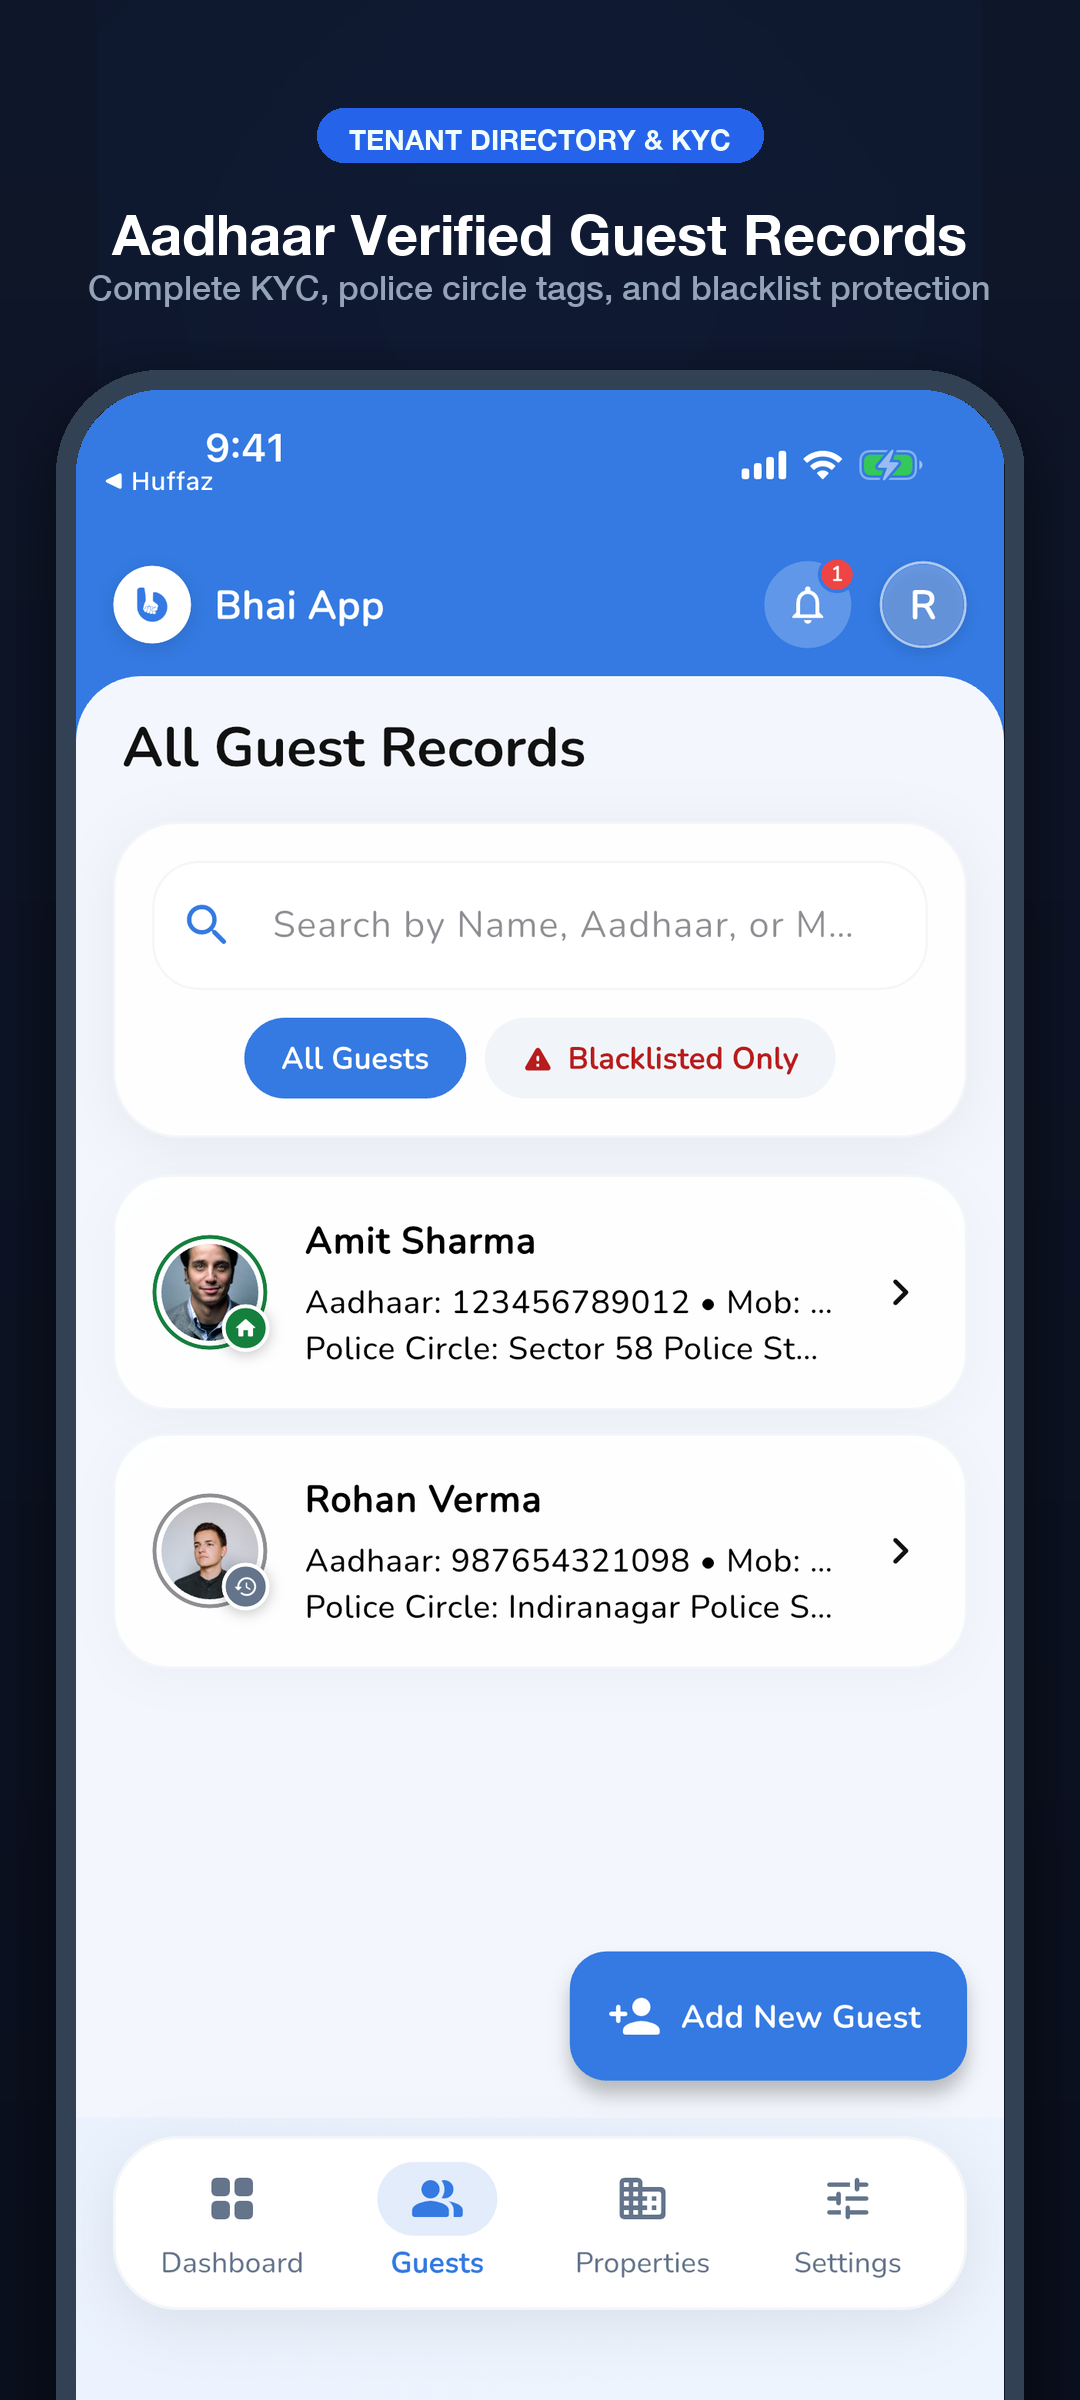 TENANT DIRECTORY & KYC
Aadhaar Verified Guest Records
Complete KYC, police circle tags, and blacklist protection
9:41
◀ Huffaz
Bhai App
1
R
All Guest Records
Search by Name, Aadhaar, or M...
All Guests
Blacklisted Only
Amit Sharma
Aadhaar: 123456789012 • Mob: ...
Police Circle: Sector 58 Police St...
Rohan Verma
Aadhaar: 987654321098 • Mob: ...
Police Circle: Indiranagar Police S...
Add New Guest
Dashboard
Guests
Properties
Settings